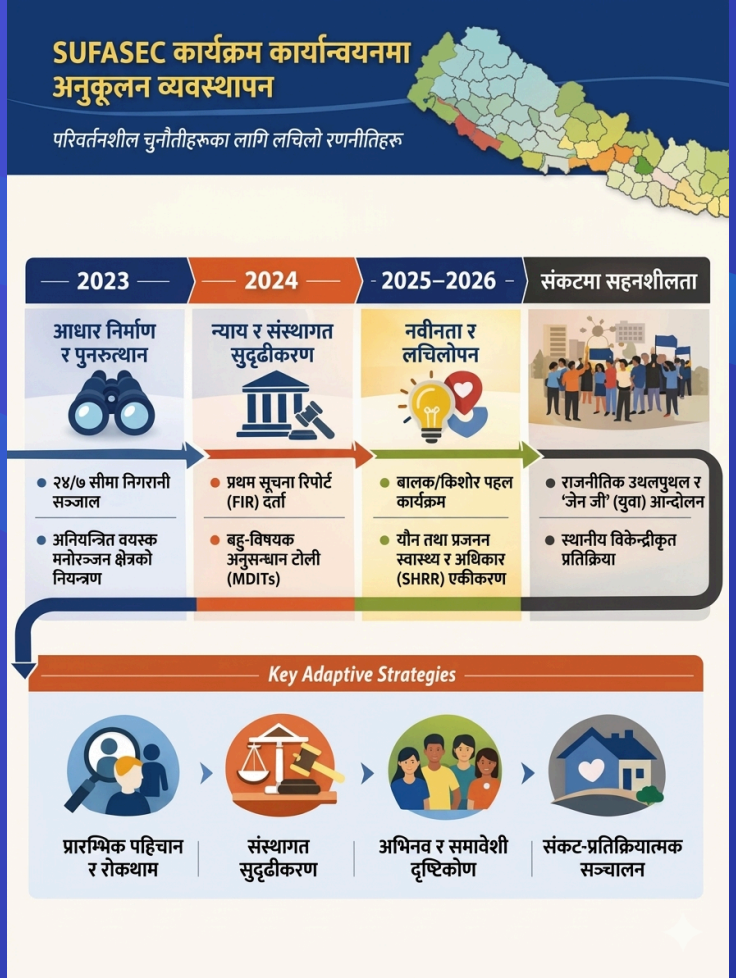 SUFASEC कार्यक्रम कार्यान्वयनमा
अनुकूलन व्यवस्थापन
परिवर्तनशील चुनौतीहरूका लागि लचिलो रणनीतिहरू
2023
2024
2025–2026
संकटमा सहनशीलता
आधार निर्माण
र पुनरुत्थान
न्याय र संस्थागत
सुदृढीकरण
नवीनता र
लचिलोपन
२४/७ सीमा निगरानी
सञ्जाल
अनियन्त्रित वयस्क
मनोरञ्जन क्षेत्रको
नियन्त्रण
प्रथम सूचना रिपोर्ट
(FIR) दर्ता
बहु-विषयक
अनुसन्धान टोली
(MDITs)
बालक/किशोर पहल
कार्यक्रम
यौन तथा प्रजनन
स्वास्थ्य र अधिकार
(SHRR) एकीकरण
राजनीतिक उथलपुथल र
‘जेन जी’ (युवा) आन्दोलन
स्थानीय विकेन्द्रीकृत
प्रतिक्रिया
Key Adaptive Strategies
प्रारम्भिक पहिचान
र रोकथाम
संस्थागत
सुदृढीकरण
अभिनव र समावेशी
दृष्टिकोण
संकट-प्रतिक्रियात्मक
सञ्चालन